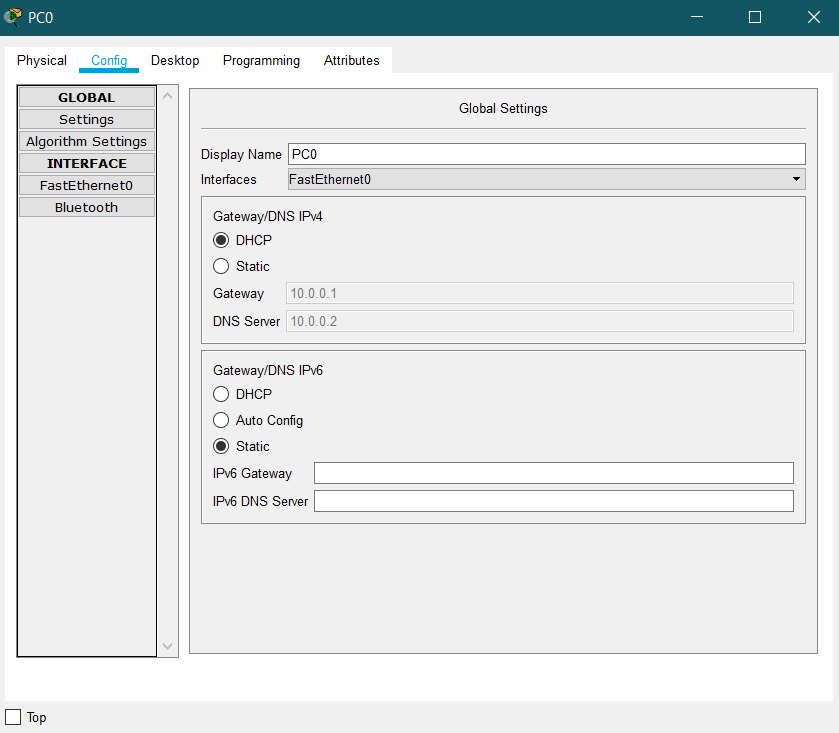 PC0
Physical Config Desktop Programming Attributes
GLOBAL
Settings
Algorithm Settings
INTERFACE
FastEthernet0
Bluetooth
Global Settings
Display Name PC0
Interfaces FastEthernet0
Gateway/DNS IPv4
DHCP
Static
Gateway 10.0.0.1
DNS Server 10.0.0.2
Gateway/DNS IPv6
DHCP
Auto Config
Static
IPv6 Gateway
IPv6 DNS Server
Top